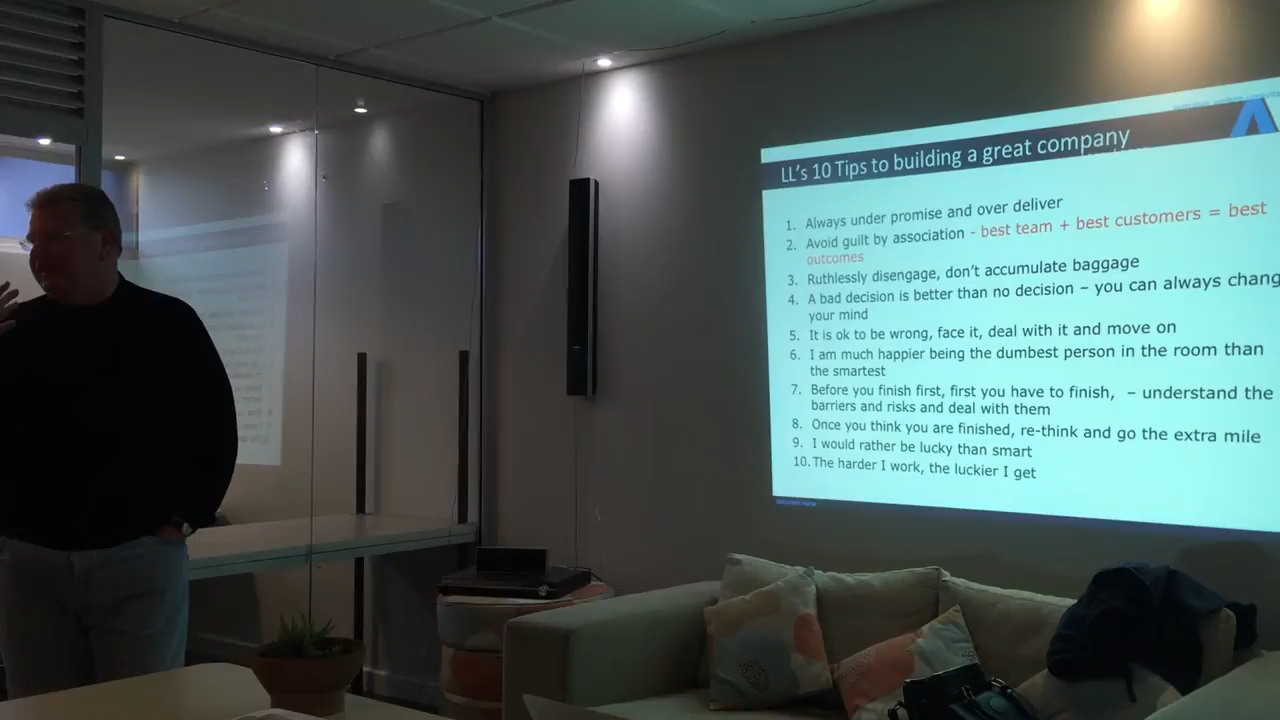 LL's 10 Tips to building a great company
1. Always under promise and over deliver
2. Avoid guilt by association - best team + best customers = best
outcomes
3. Ruthlessly disengage, don't accumulate baggage
4. A bad decision is better than no decision – you can always chang
your mind
5. It is ok to be wrong, face it, deal with it and move on
6. I am much happier being the dumbest person in the room than
the smartest
7. Before you finish first, first you have to finish, – understand the
barriers and risks and deal with them
8. Once you think you are finished, re-think and go the extra mile
9. I would rather be lucky than smart
10. The harder I work, the luckier I get